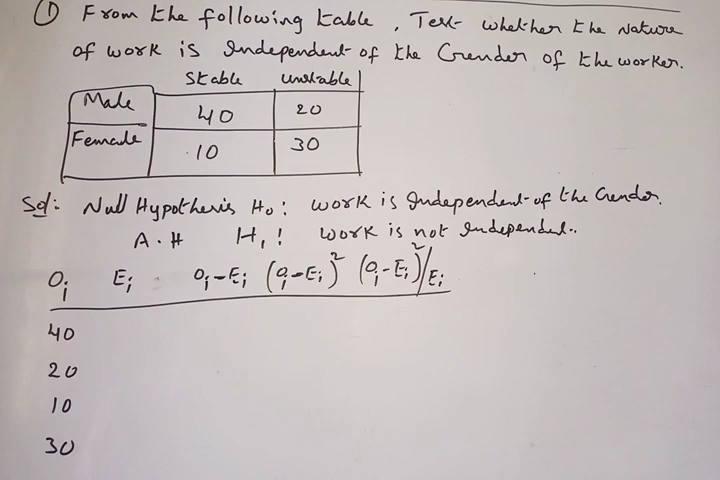 ① From the following table, Test whether the Nature
of work is Independent of the Gender of the worker.
Stable unstable
Male 40 20
Female 10 30
Sol: Null Hypothesis H₀: work is Independent of the Gender.
A.H H₁: work is not Independent..
Oᵢ Eᵢ Oᵢ-Eᵢ (Oᵢ-Eᵢ)² (Oᵢ-Eᵢ)²/Eᵢ
40
20
10
30